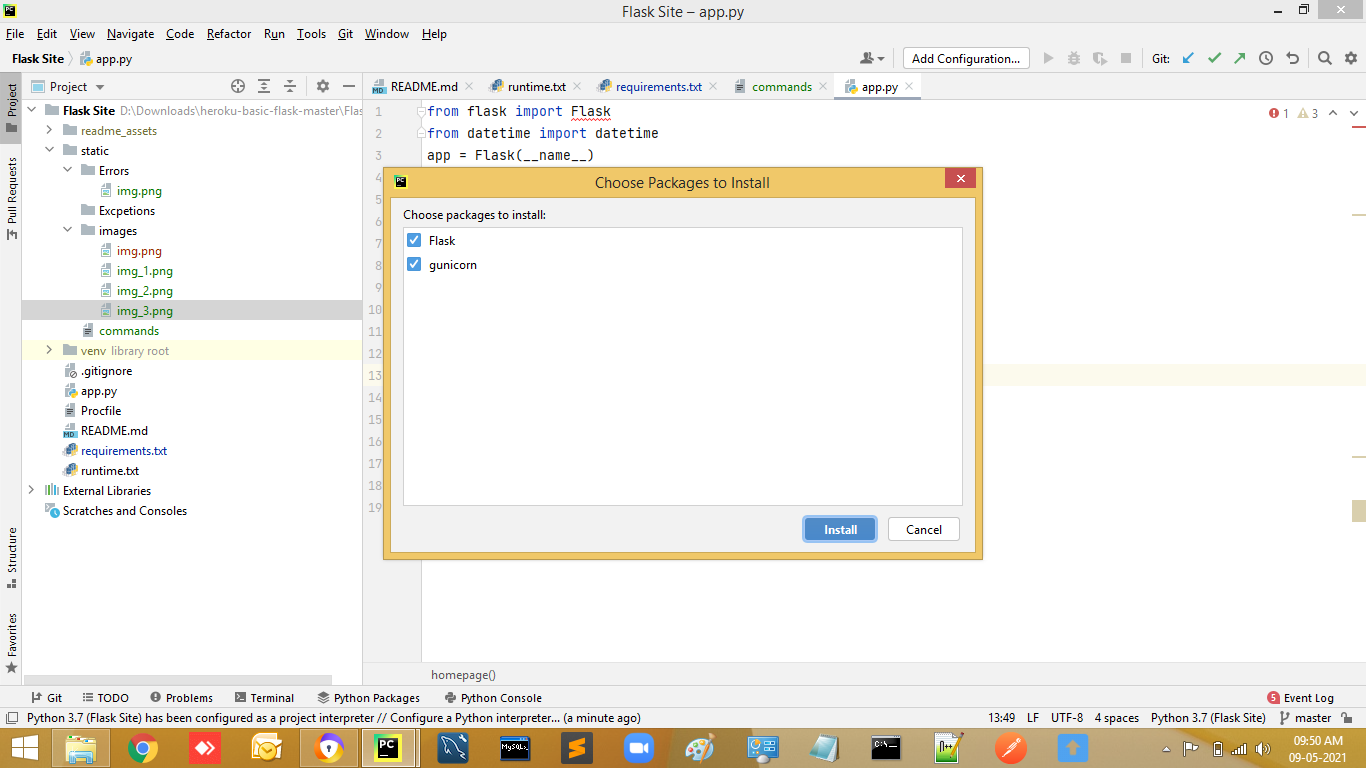 Flask Site – app.py
File Edit View Navigate Code Refactor Run Tools Git Window Help
Flask Site app.py Add Configuration... Git:
Project
README.md runtime.txt requirements.txt commands app.py
Project
Pull Requests
Structure
Favorites
Flask Site D:\Downloads\heroku-basic-flask-master\Flas
readme_assets
static
Errors
img.png
Excpetions
images
img.png
img_1.png
img_2.png
img_3.png
commands
venv library root
.gitignore
app.py
Procfile
README.md
requirements.txt
runtime.txt
External Libraries
Scratches and Consoles
1 from flask import Flask
2 from datetime import datetime
3 app = Flask(__name__)
4
5
6
7
8
9
10
11
12
13
14
15
16
17
18
19
1 3
Choose Packages to Install
Choose packages to install:
Flask
gunicorn
Install Cancel
homepage()
Git TODO Problems Terminal Python Packages Python Console 5 Event Log
Python 3.7 (Flask Site) has been configured as a project interpreter // Configure a Python interpreter... (a minute ago) 13:49 LF UTF-8 4 spaces Python 3.7 (Flask Site) master
09:50 AM
09-05-2021